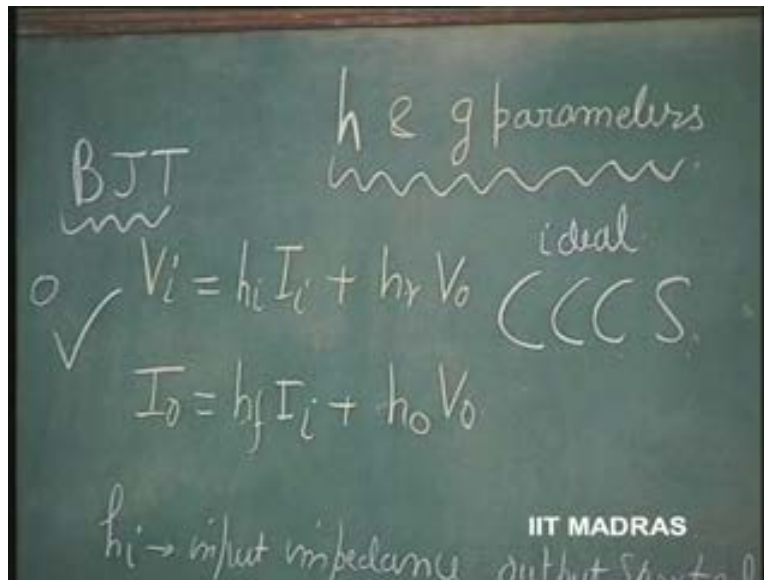 h & g parameters
BJT
ideal
Vi = hi Ii + hr Vo CCCS
Io = hf Ii + ho Vo
IIT MADRAS
hi → input impedance output